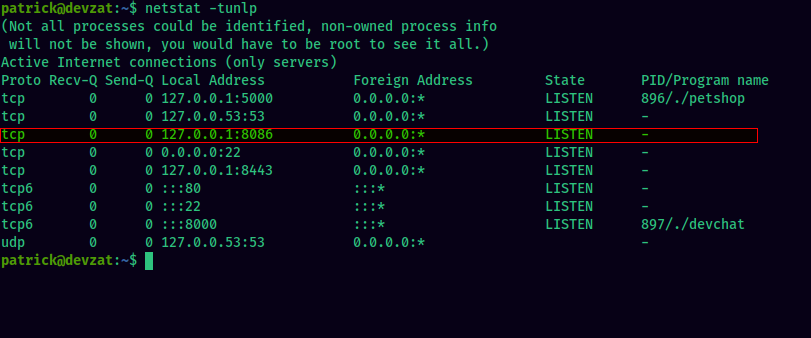 patrick@devzat:~$ netstat -tunlp
(Not all processes could be identified, non-owned process info
 will not be shown, you would have to be root to see it all.)
Active Internet connections (only servers)
Proto Recv-Q Send-Q Local Address           Foreign Address         State       PID/Program name
tcp        0      0 127.0.0.1:5000          0.0.0.0:*               LISTEN      896/./petshop
tcp        0      0 127.0.0.53:53           0.0.0.0:*               LISTEN      -
tcp        0      0 127.0.0.1:8086          0.0.0.0:*               LISTEN      -
tcp        0      0 0.0.0.0:22              0.0.0.0:*               LISTEN      -
tcp        0      0 127.0.0.1:8443          0.0.0.0:*               LISTEN      -
tcp6       0      0 :::80                   :::*                    LISTEN      -
tcp6       0      0 :::22                   :::*                    LISTEN      -
tcp6       0      0 :::8000                 :::*                    LISTEN      897/./devchat
udp        0      0 127.0.0.53:53           0.0.0.0:*                           -
patrick@devzat:~$